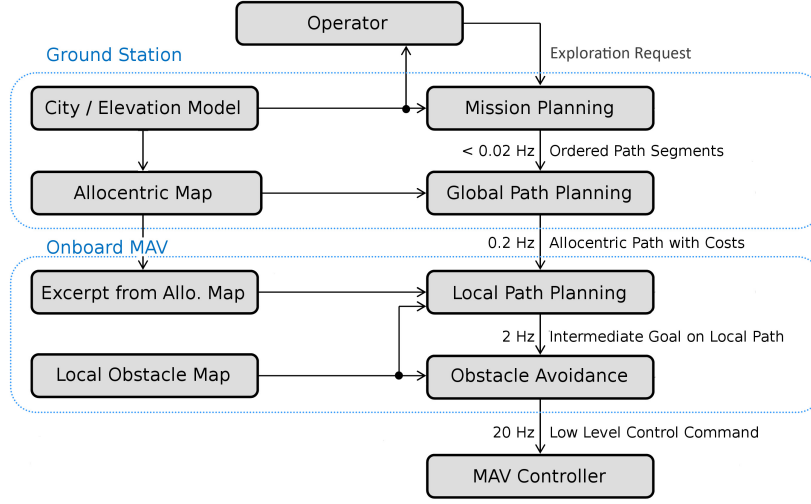 Operator
Ground Station
Exploration Request
City / Elevation Model
Mission Planning
< 0.02 Hz Ordered Path Segments
Allocentric Map
Global Path Planning
Onboard MAV
0.2 Hz Allocentric Path with Costs
Excerpt from Allo. Map
Local Path Planning
2 Hz Intermediate Goal on Local Path
Local Obstacle Map
Obstacle Avoidance
20 Hz Low Level Control Command
MAV Controller